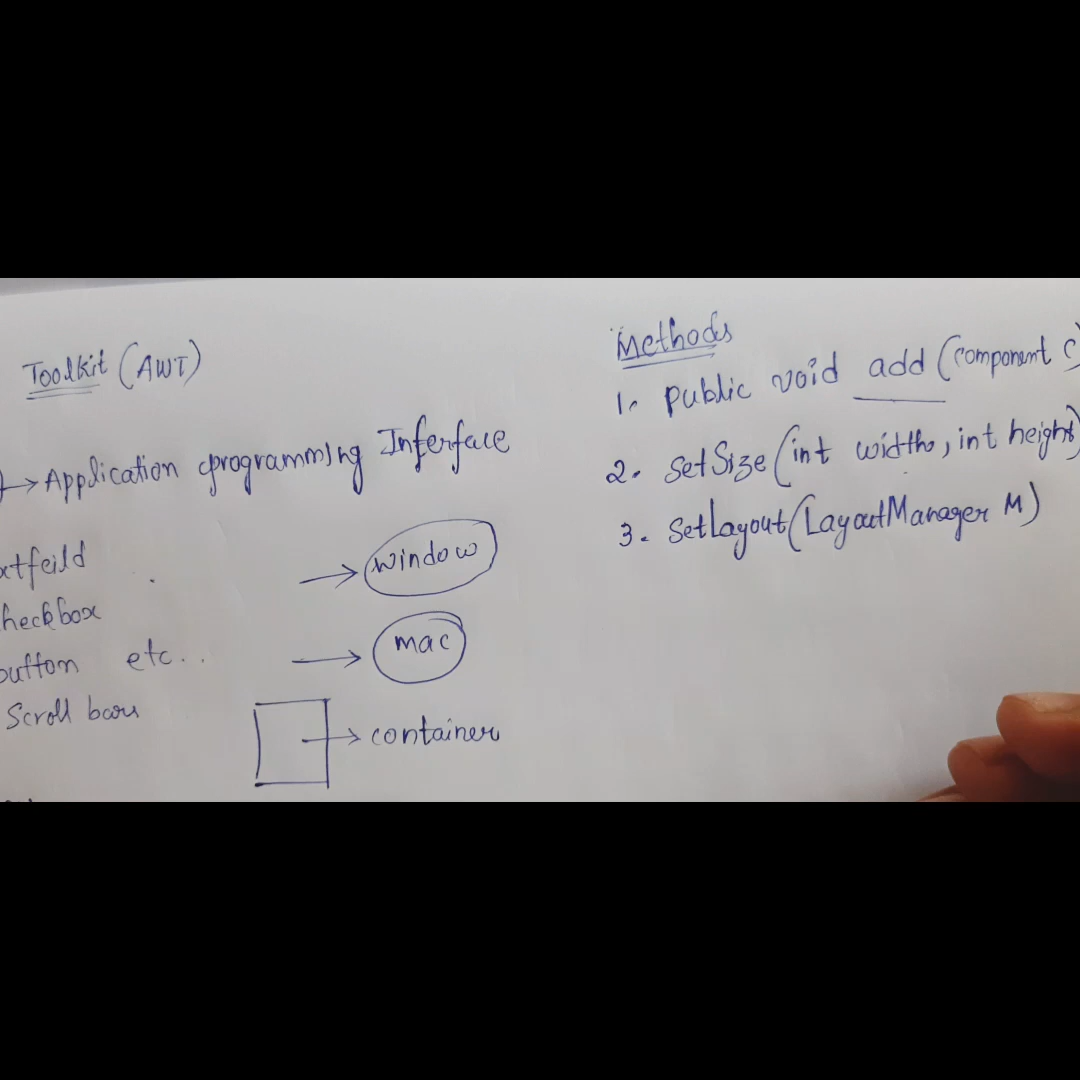 Toolkit (AWT)
→ Application programming Inferface
xtfeild
heckbox
button etc...
Scroll bars
→ window
→ mac
→ container
Methods
1. public void add (component c)
2. SetSize (int width, int height)
3. SetLayout (LayoutManager M)